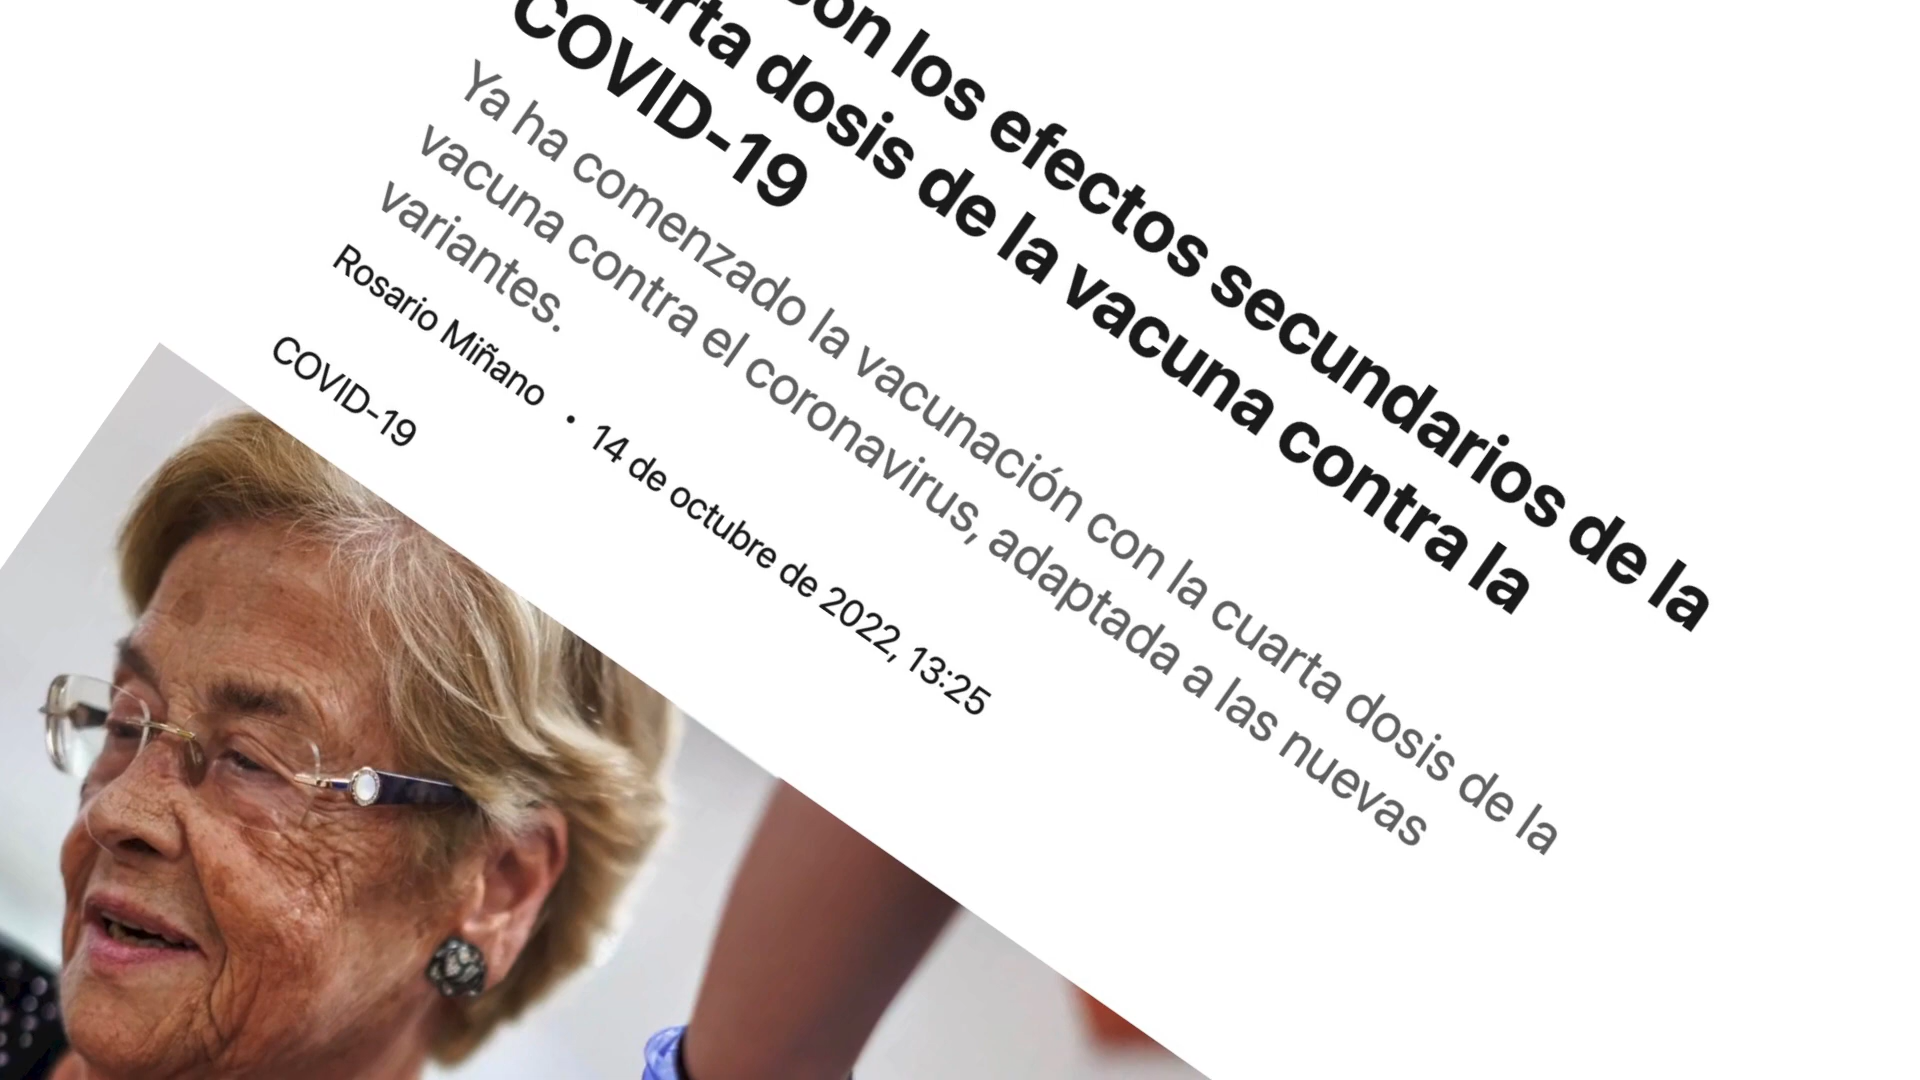 los efectos secundarios de la
dosis de la vacuna contra la
COVID-19
Ya ha comenzado la vacunación con la cuarta dosis de la
vacuna contra el coronavirus, adaptada a las nuevas
variantes.
Rosario Miñano • 14 de octubre de 2022, 13:25
COVID-19